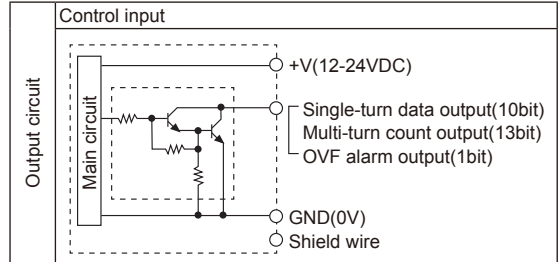 Control input
Output circuit
Main circuit
+V(12-24VDC)
Single-turn data output(10bit)
Multi-turn count output(13bit)
OVF alarm output(1bit)
GND(0V)
Shield wire